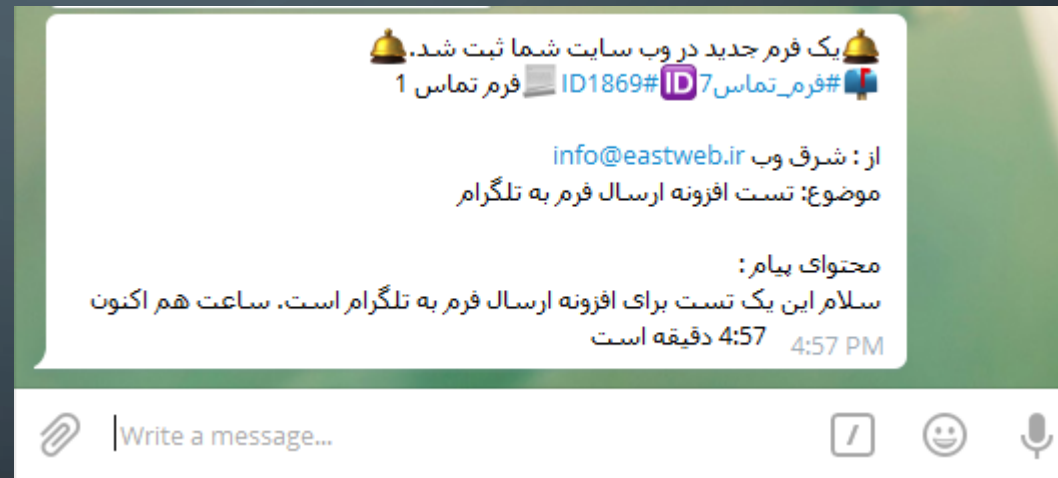 🔔یک فرم جدید در وب سایت شما ثبت شد.🔔
📬#فرم_تماس7🆔#ID1869 📃فرم تماس 1
از : شرق وب info@eastweb.ir
موضوع: تست افزونه ارسال فرم به تلگرام
محتوای پیام :
سلام این یک تست برای افزونه ارسال فرم به تلگرام است. ساعت هم اکنون
4:57 دقیقه است
4:57 PM
Write a message...